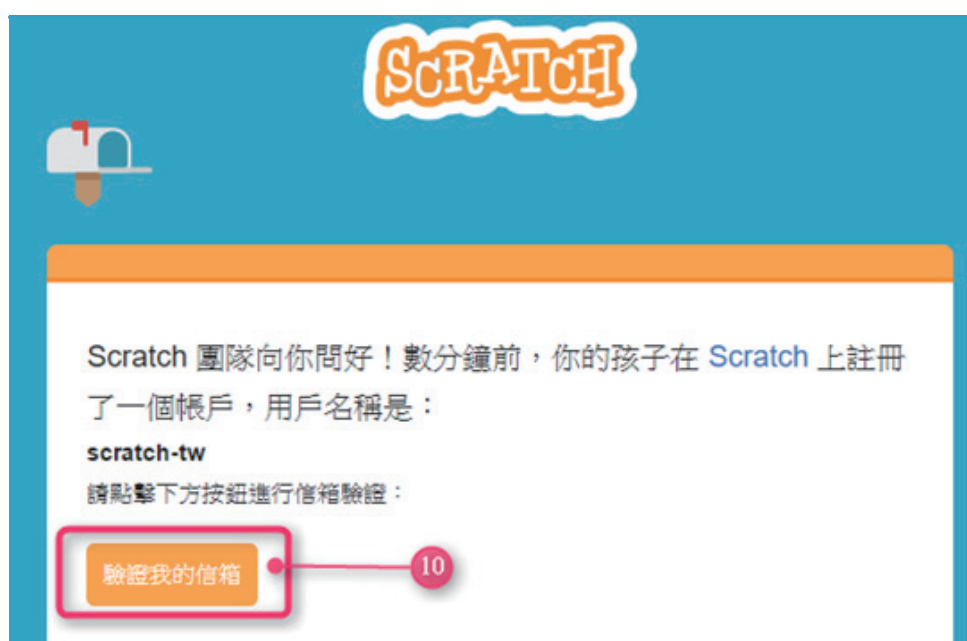 SCRATCH
Scratch 團隊向你問好！數分鐘前，你的孩子在 Scratch 上註冊
了一個帳戶，用戶名稱是：
scratch-tw
請點擊下方按鈕進行信箱驗證：
驗證我的信箱
10